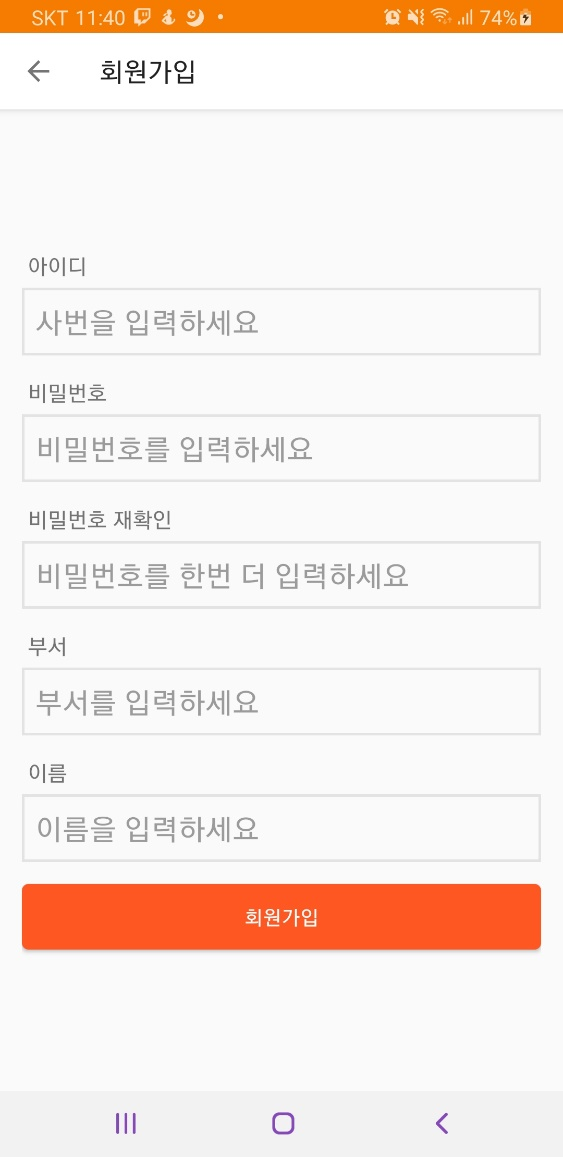 SKT 11:40 74%
회원가입
아이디
사번을 입력하세요
비밀번호
비밀번호를 입력하세요
비밀번호 재확인
비밀번호를 한번 더 입력하세요
부서
부서를 입력하세요
이름
이름을 입력하세요
회원가입